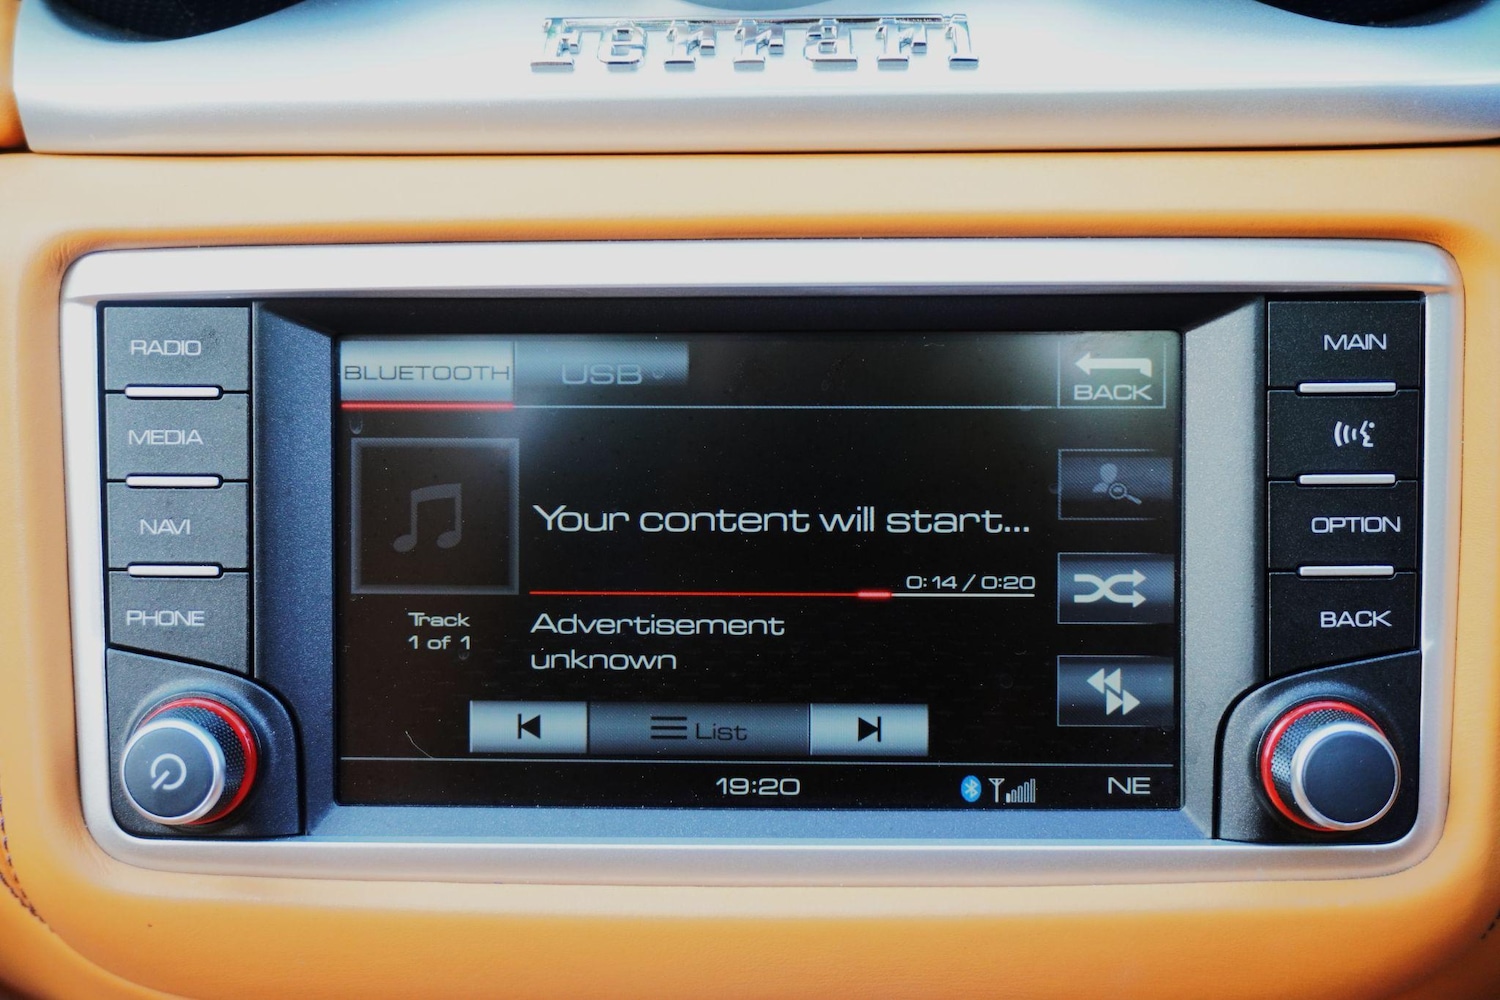 Ferrari
RADIO
MEDIA
NAVI
PHONE
BLUETOOTH
USB
BACK
Your content will start...
0:14 / 0:20
Track
1 of 1
Advertisement
unknown
List
19:20
NE
MAIN
OPTION
BACK